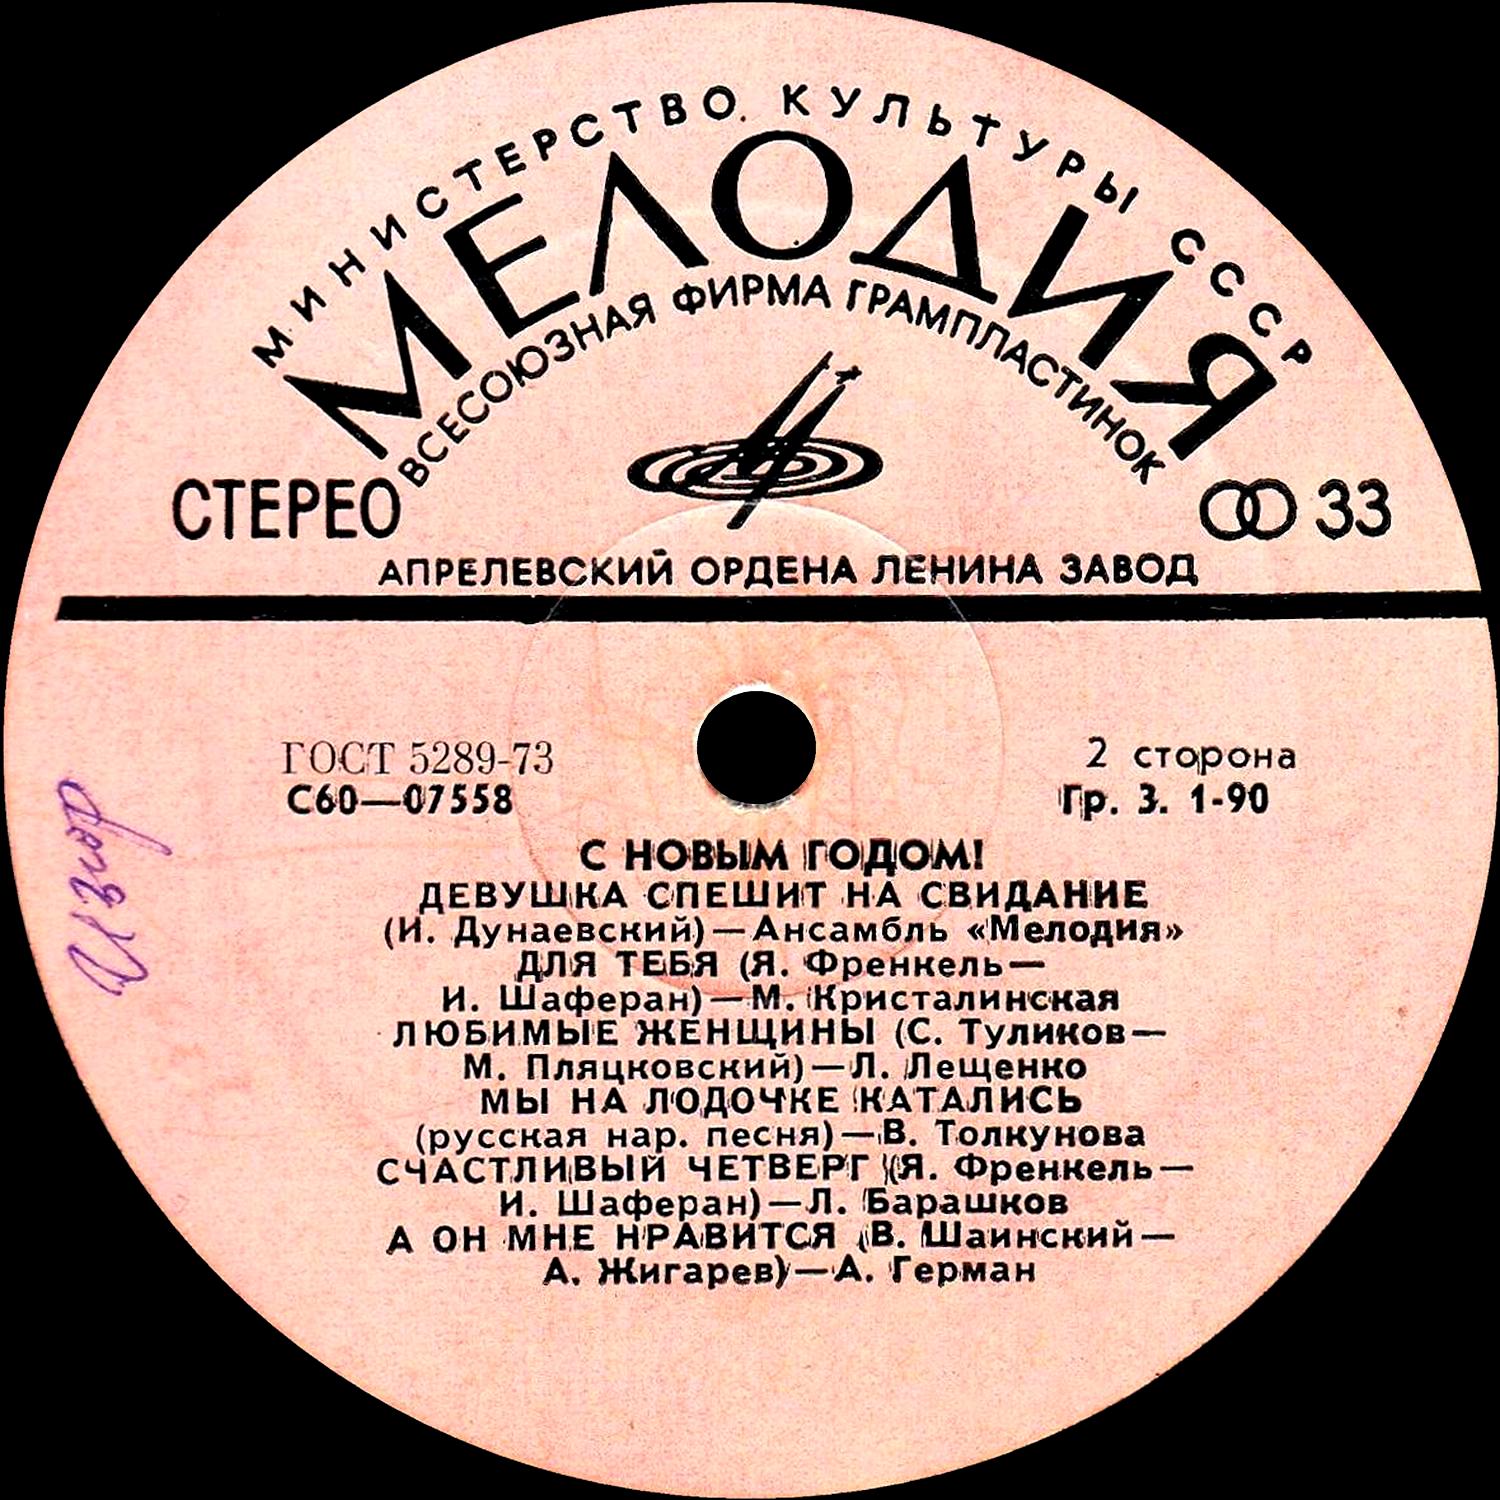 МИНИСТЕРСТВО КУЛЬТУРЫ СССР
МЕЛОДИЯ
ВСЕСОЮЗНАЯ ФИРМА ГРАМПЛАСТИНОК
СТЕРЕО
33
АПРЕЛЕВСКИЙ ОРДЕНА ЛЕНИНА ЗАВОД
ГОСТ 5289-73
2 сторона
С60—07558
Гр. 3. 1-90
С НОВЫМ ГОДОМ!
ДЕВУШКА СПЕШИТ НА СВИДАНИЕ
(И. Дунаевский)—Ансамбль «Мелодия»
ДЛЯ ТЕБЯ (Я. Френкель—
И. Шаферан)—М. Кристалинская
ЛЮБИМЫЕ ЖЕНЩИНЫ (С. Туликов—
М. Пляцковский)—Л. Лещенко
МЫ НА ЛОДОЧКЕ КАТАЛИСЬ
(русская нар. песня)—В. Толкунова
СЧАСТЛИВЫЙ ЧЕТВЕРГ (Я. Френкель—
И. Шаферан)—Л. Барашков
А ОН МНЕ НРАВИТСЯ (В. Шаинский—
А. Жигарев)—А. Герман